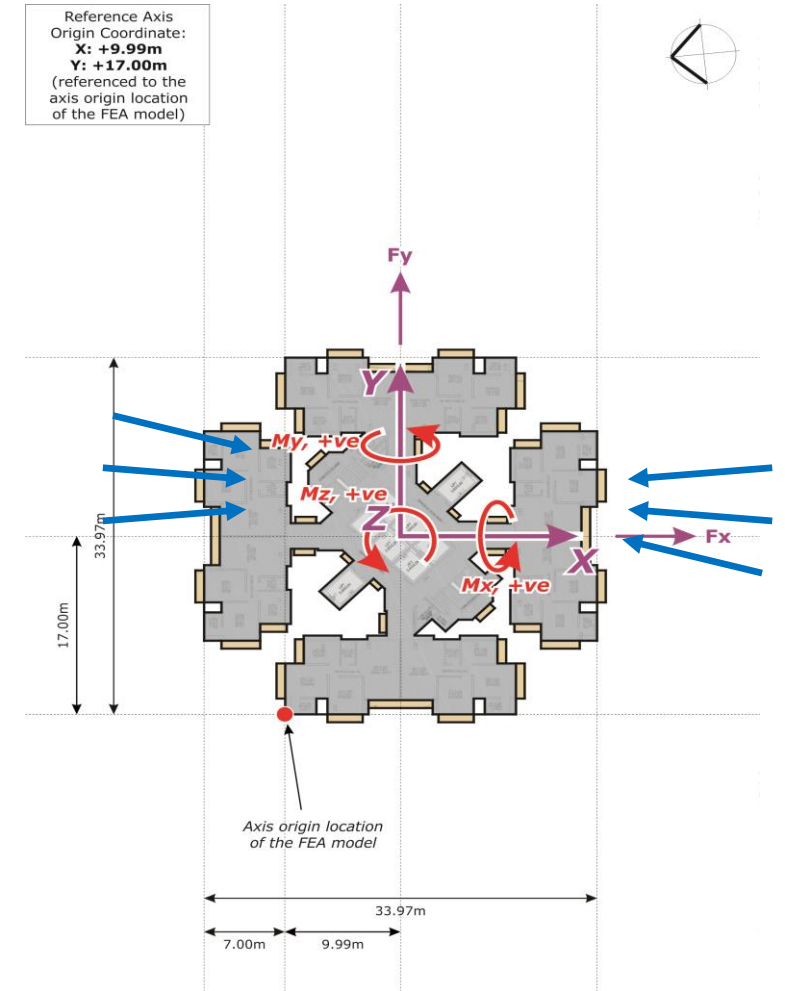 Reference Axis
Origin Coordinate:
X: +9.99m
Y: +17.00m
(referenced to the
axis origin location
of the FEA model)
Fy
Y
My, +ve
Mz, +ve
Z
Fx
X
Mx, +ve
33.97m
17.00m
Axis origin location
of the FEA model
33.97m
7.00m
9.99m